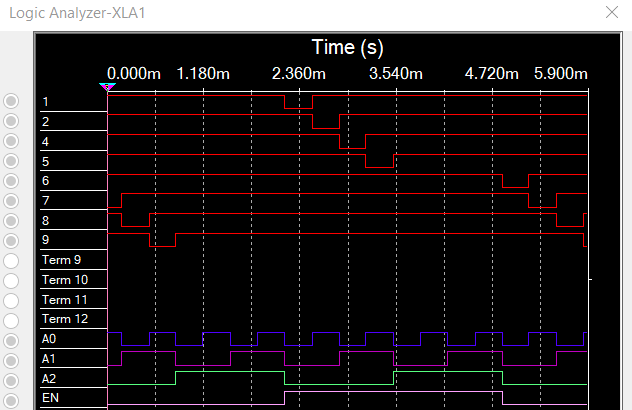 Logic Analyzer-XLA1
Time (s)
0.000m 1.180m 2.360m 3.540m 4.720m 5.900m
1
2
4
5
6
7
8
9
Term 9
Term 10
Term 11
Term 12
A0
A1
A2
EN